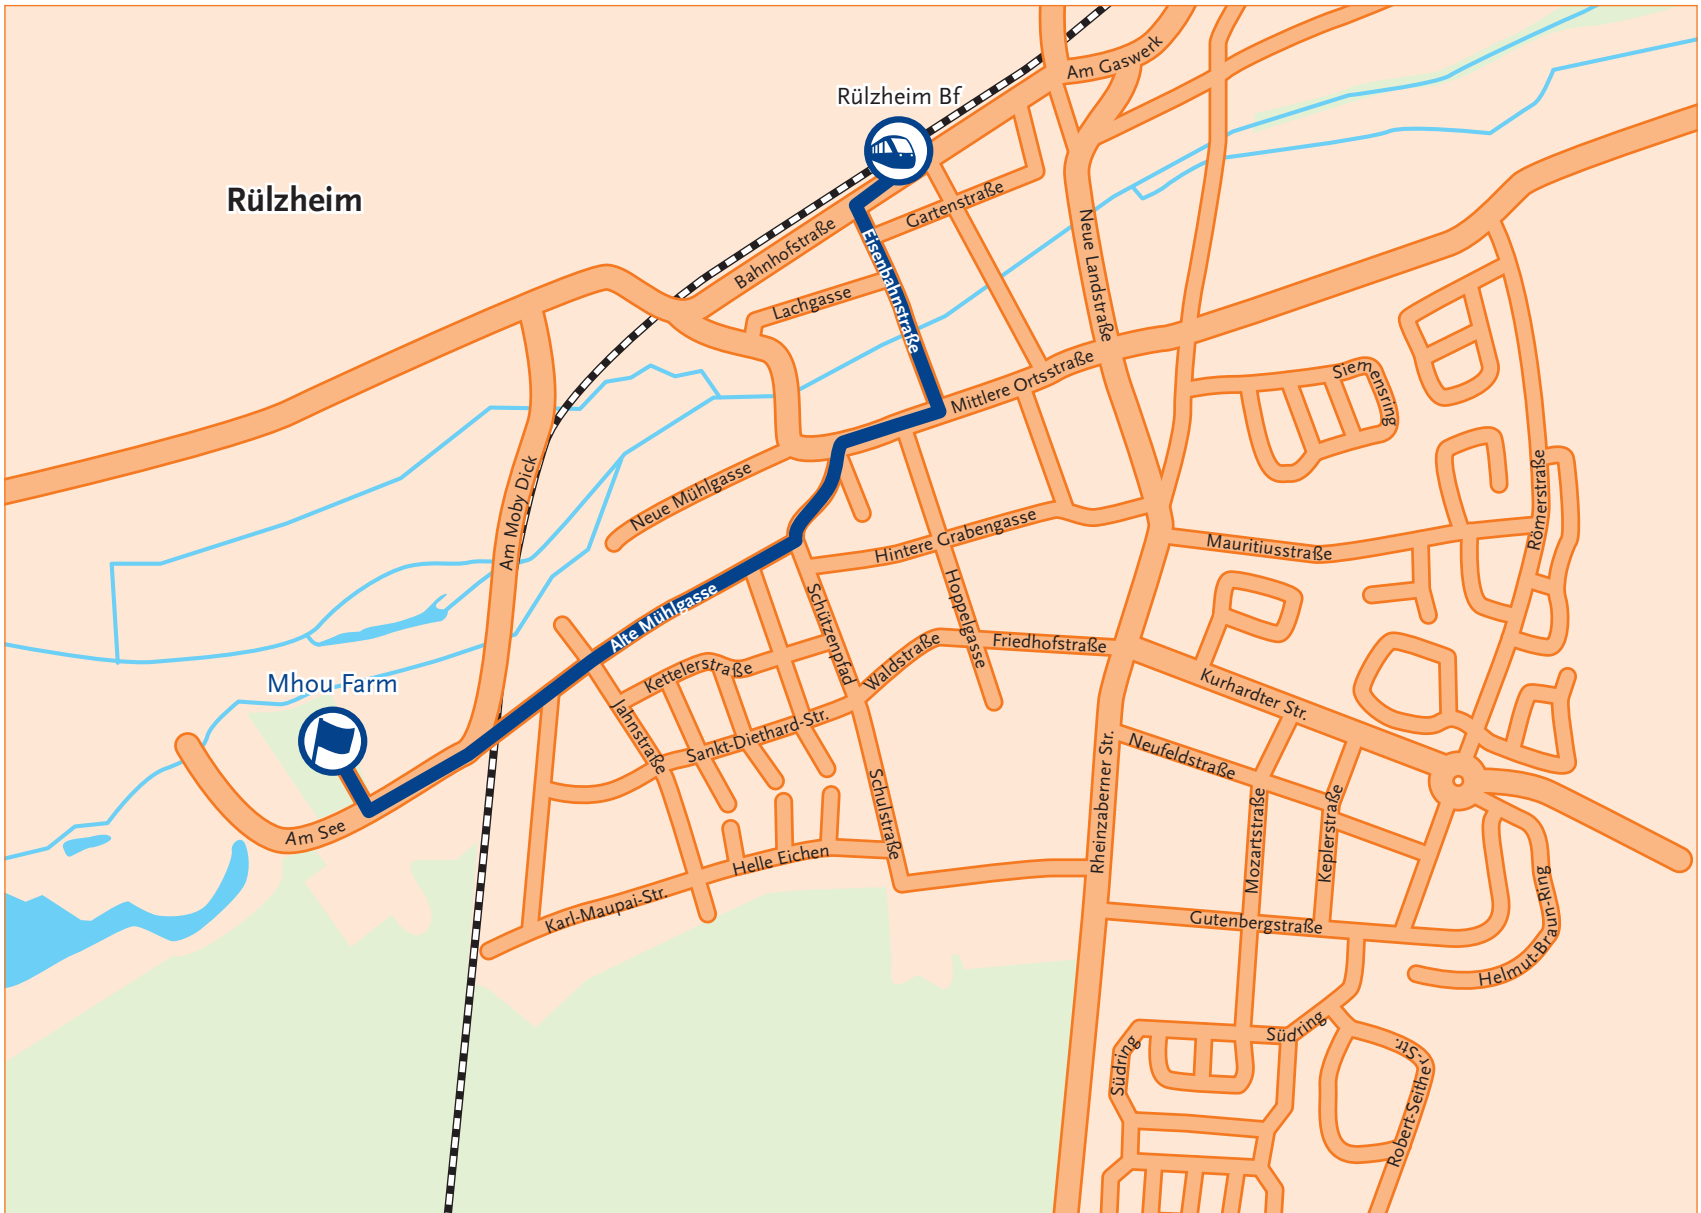 Am Gaswerk
Rülzheim Bf
Rülzheim
Gartenstraße
Bahnhofstraße
Eisenbahnstraße
Neue Landstraße
Lachgasse
Mittlere Ortsstraße
Siemensring
Am Moby Dick
Neue Mühlgasse
Römerstraße
Hintere Grabengasse
Mauritiusstraße
Alte Mühlgasse
Schützenpfad
Hoppelgasse
Friedhofstraße
Waldstraße
Kettelerstraße
Mhou Farm
Kurhardter Str.
Jahnstraße
Sankt-Diethard-Str.
Neufeldstraße
Rheinzaberner Str.
Schulstraße
Mozartstraße
Keplerstraße
Am See
Helle Eichen
Karl-Maupai-Str.
Gutenbergstraße
Helmut-Braun-Ring
Südring
Südring
Robert-Seither-Str.